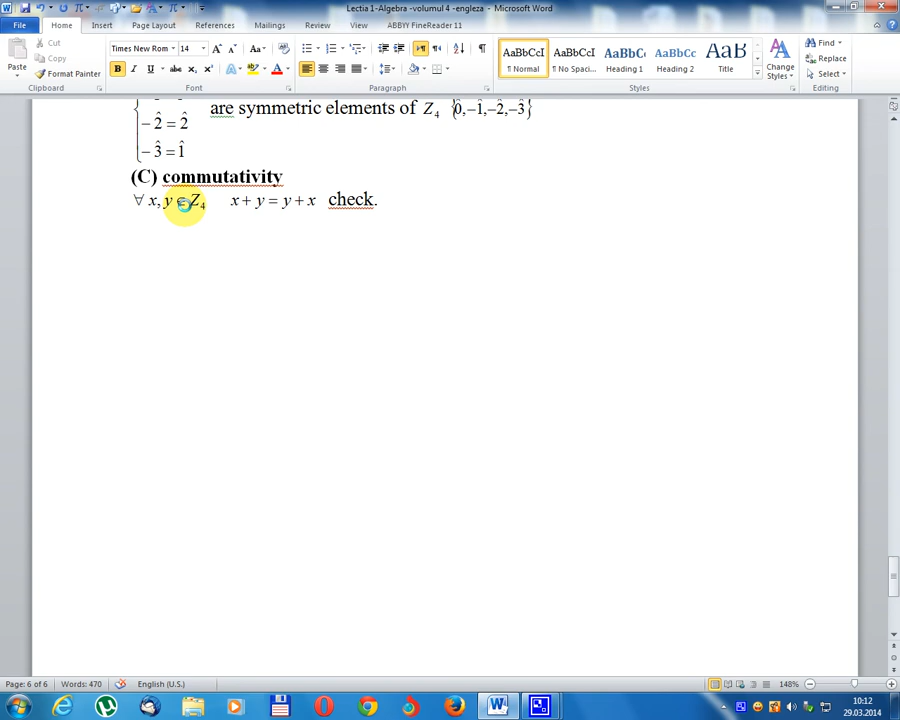 Lectia 1-Algebra -volumul 4 -engleza - Microsoft Word
File Home Insert Page Layout References Mailings Review View ABBYY FineReader 11
Paste Cut Copy Format Painter Clipboard
Times New Rom 14 Font
Paragraph
AaBbCcI Normal AaBbCcI No Spaci... AaBbC Heading 1 AaBbCc Heading 2 AaB Title Change Styles Styles
Find Replace Select Editing
are symmetric elements of Z₄ {0̂,−1̂,−2̂,−3̂}
−2̂ = 2̂
−3̂ = 1̂
(C) commutativity
∀ x, y ∈ Z₄ x + y = y + x check.
Page: 6 of 6 Words: 470 English (U.S.) 148%
10:12
29.03.2014